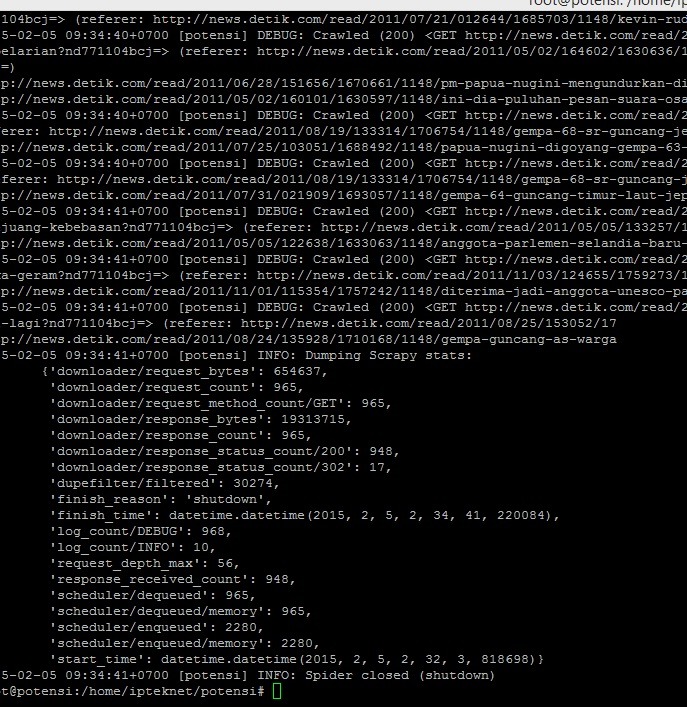 root@potensi: /home/ip
104bcj=> (referer: http://news.detik.com/read/2011/07/21/012644/1685703/1148/kevin-rud
5-02-05 09:34:40+0700 [potensi] DEBUG: Crawled (200) <GET http://news.detik.com/read/2
elarian?nd771104bcj=> (referer: http://news.detik.com/read/2011/05/02/164602/1630636/1
=)
p://news.detik.com/read/2011/06/28/151656/1670661/1148/pm-papua-nugini-mengundurkan-di
p://news.detik.com/read/2011/05/02/160101/1630597/1148/ini-dia-puluhan-pesan-suara-osa
5-02-05 09:34:40+0700 [potensi] DEBUG: Crawled (200) <GET http://news.detik.com/read/2
erer: http://news.detik.com/read/2011/08/19/133314/1706754/1148/gempa-68-sr-guncang-je
p://news.detik.com/read/2011/07/25/103051/1688492/1148/papua-nugini-digoyang-gempa-63-
5-02-05 09:34:41+0700 [potensi] DEBUG: Crawled (200) <GET http://news.detik.com/read/2
ferer: http://news.detik.com/read/2011/08/19/133314/1706754/1148/gempa-68-sr-guncang-j
p://news.detik.com/read/2011/07/31/021909/1693057/1148/gempa-64-guncang-timur-laut-jep
5-02-05 09:34:41+0700 [potensi] DEBUG: Crawled (200) <GET http://news.detik.com/read/2
juang-kebebasan?nd771104bcj=> (referer: http://news.detik.com/read/2011/05/05/133257/1
p://news.detik.com/read/2011/05/05/122638/1633063/1148/anggota-parlemen-selandia-baru-
5-02-05 09:34:41+0700 [potensi] DEBUG: Crawled (200) <GET http://news.detik.com/read/2
a-geram?nd771104bcj=> (referer: http://news.detik.com/read/2011/11/03/124655/1759273/1
p://news.detik.com/read/2011/11/01/115354/1757242/1148/diterima-jadi-anggota-unesco-pa
5-02-05 09:34:41+0700 [potensi] DEBUG: Crawled (200) <GET http://news.detik.com/read/2
-lagi?nd771104bcj=> (referer: http://news.detik.com/read/2011/08/25/153052/17
p://news.detik.com/read/2011/08/24/135928/1710168/1148/gempa-guncang-as-warga
5-02-05 09:34:41+0700 [potensi] INFO: Dumping Scrapy stats:
{'downloader/request_bytes': 654637,
'downloader/request_count': 965,
'downloader/request_method_count/GET': 965,
'downloader/response_bytes': 19313715,
'downloader/response_count': 965,
'downloader/response_status_count/200': 948,
'downloader/response_status_count/302': 17,
'dupefilter/filtered': 30274,
'finish_reason': 'shutdown',
'finish_time': datetime.datetime(2015, 2, 5, 2, 34, 41, 220084),
'log_count/DEBUG': 968,
'log_count/INFO': 10,
'request_depth_max': 56,
'response_received_count': 948,
'scheduler/dequeued': 965,
'scheduler/dequeued/memory': 965,
'scheduler/enqueued': 2280,
'scheduler/enqueued/memory': 2280,
'start_time': datetime.datetime(2015, 2, 5, 2, 32, 3, 818698)}
5-02-05 09:34:41+0700 [potensi] INFO: Spider closed (shutdown)
ot@potensi:/home/ipteknet/potensi#